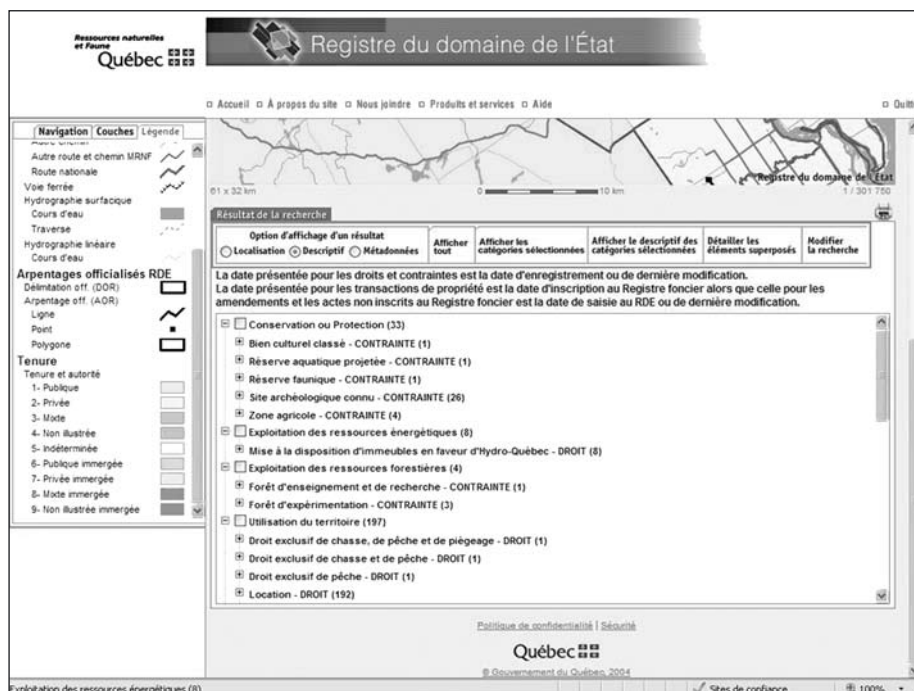 Ressources naturelles
et Faune
Québec
Registre du domaine de l'État
Accueil À propos du site Nous joindre Produits et services Aide Quitt
Navigation Couches Légende
Autre chemin
Autre route et chemin MRNF
Route nationale
Voie ferrée
Hydrographie surfacique
Cours d'eau
Traverse
Hydrographie linéaire
Cours d'eau
Arpentages officialisés RDE
Délimitation off. (DOR)
Arpentage off. (AOR)
Ligne
Point
Polygone
Tenure
Tenure et autorité
1- Publique
2- Privée
3- Mixte
4- Non illustrée
5- Indéterminée
6- Publique immergée
7- Privée immergée
8- Mixte immergée
9- Non illustrée immergée
Registre du domaine de l'État
61 x 32 km 0 10 km 1 / 301 750
Résultat de la recherche
Option d'affichage d'un résultat
Localisation Descriptif Métadonnées
Afficher
tout
Afficher les
catégories sélectionnées
Afficher le descriptif des
catégories sélectionnées
Détailler les
éléments superposés
Modifier
la recherche
La date présentée pour les droits et contraintes est la date d'enregistrement ou de dernière modification.
La date présentée pour les transactions de propriété est la date d'inscription au Registre foncier alors que celle pour les
amendements et les actes non inscrits au Registre foncier est la date de saisie au RDE ou de dernière modification.
Conservation ou Protection (33)
Bien culturel classé - CONTRAINTE (1)
Réserve aquatique projetée - CONTRAINTE (1)
Réserve faunique - CONTRAINTE (1)
Site archéologique connu - CONTRAINTE (26)
Zone agricole - CONTRAINTE (4)
Exploitation des ressources énergétiques (8)
Mise à la disposition d'immeubles en faveur d'Hydro-Québec - DROIT (8)
Exploitation des ressources forestières (4)
Forêt d'enseignement et de recherche - CONTRAINTE (1)
Forêt d'expérimentation - CONTRAINTE (3)
Utilisation du territoire (197)
Droit exclusif de chasse, de pêche et de piégeage - DROIT (1)
Droit exclusif de chasse et de pêche - DROIT (1)
Droit exclusif de pêche - DROIT (1)
Location - DROIT (192)
Politique de confidentialité | Sécurité
Québec
© Gouvernement du Québec, 2004
Exploitation des ressources énergétiques (8) Sites de confiance 100%